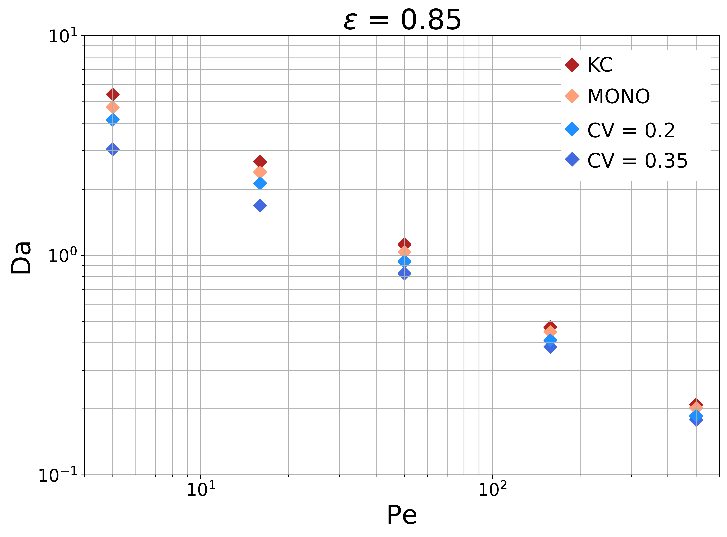 ε = 0.85
10¹
KC
MONO
CV = 0.2
CV = 0.35
Da
10⁰
10⁻¹
10¹
10²
Pe